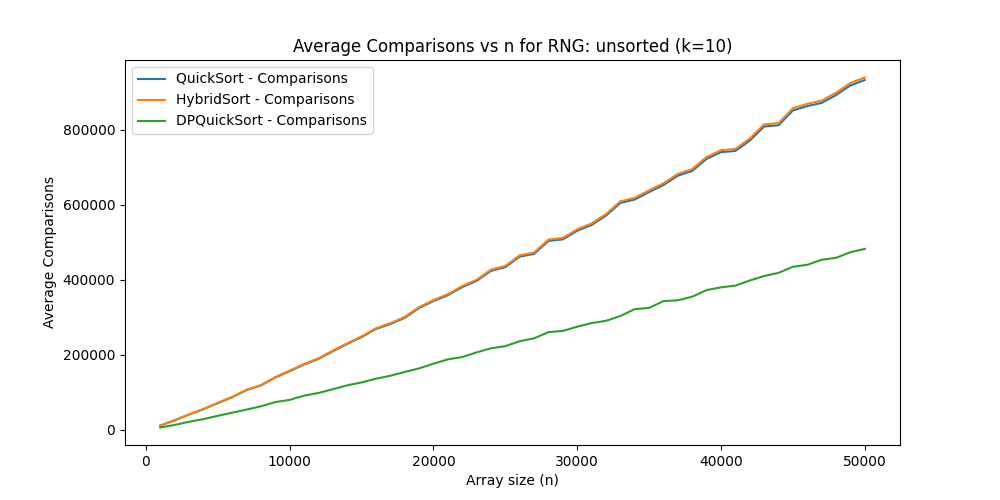 Average Comparisons vs n for RNG: unsorted (k=10)
QuickSort - Comparisons
HybridSort - Comparisons
DPQuickSort - Comparisons
Average Comparisons
800000
600000
400000
200000
0
0 10000 20000 30000 40000 50000
Array size (n)